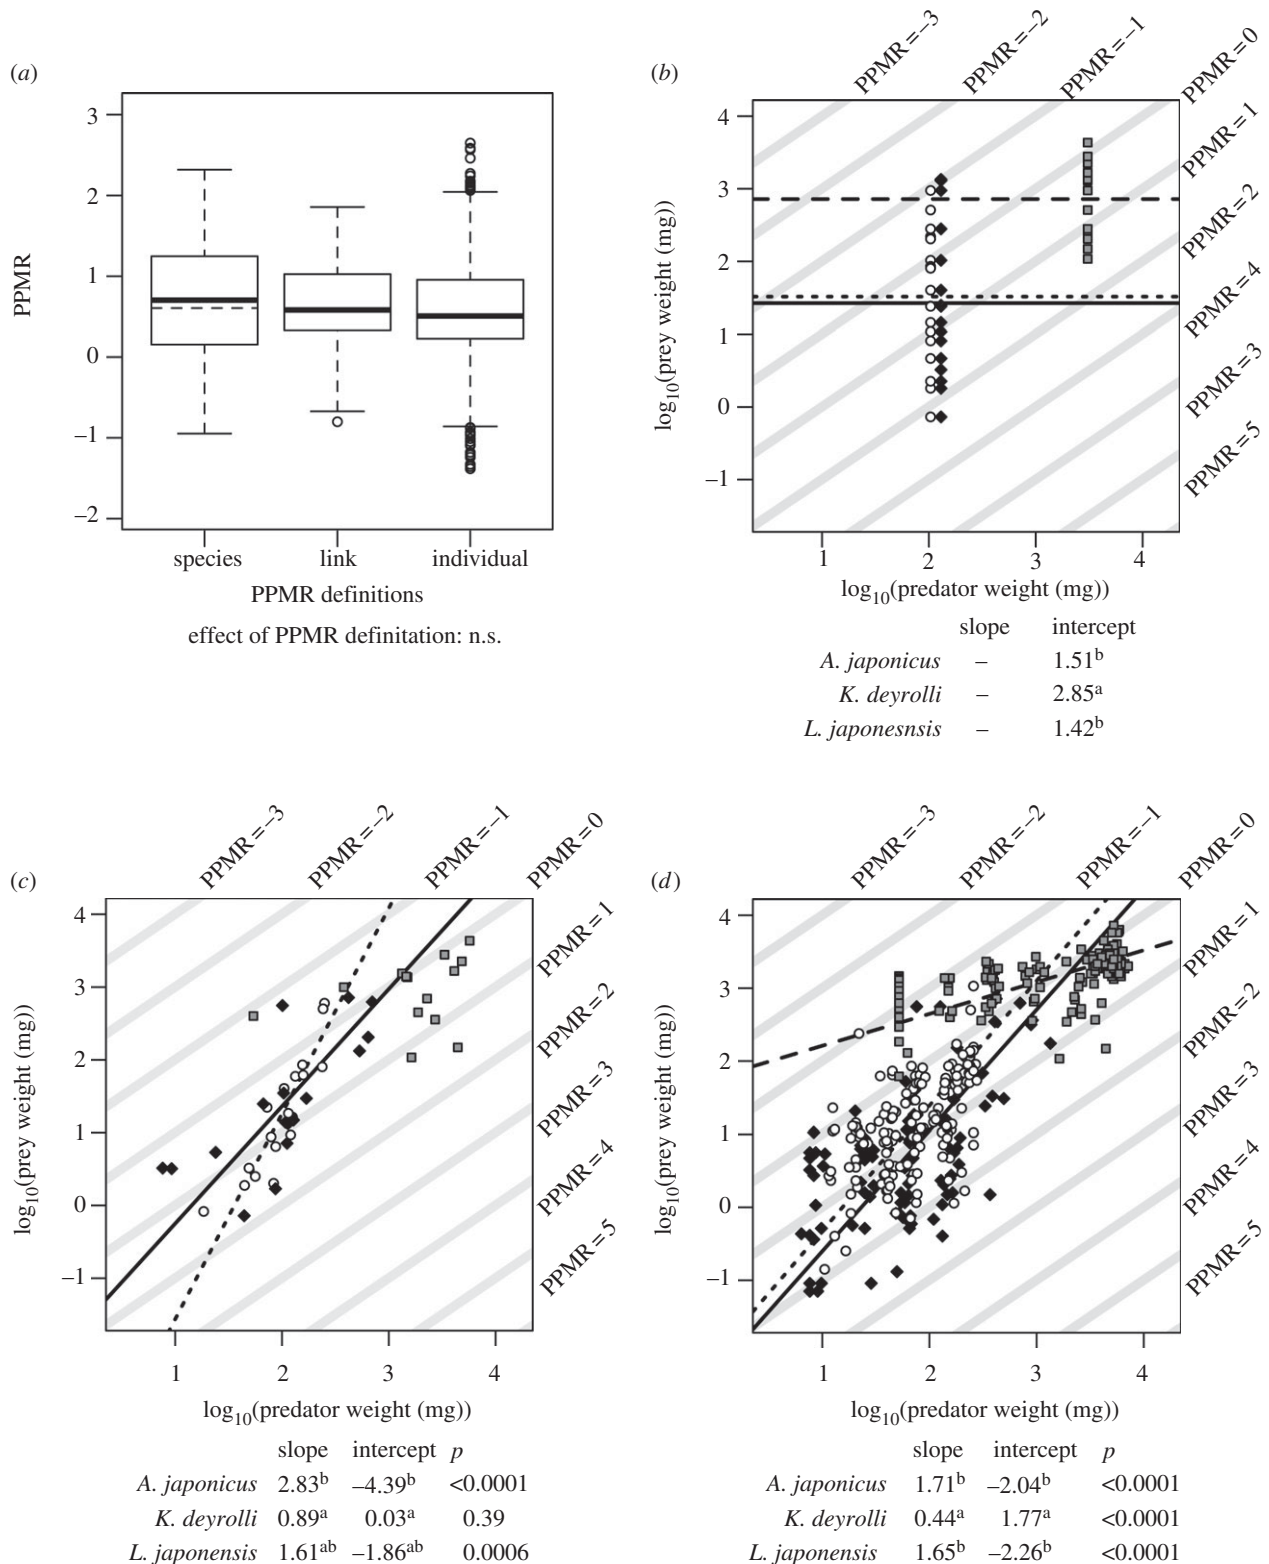 (a)
3
2
1
0
–1
–2
PPMR
species link individual
PPMR definitions
effect of PPMR definitation: n.s.
(b)
PPMR = –3
PPMR = –2
PPMR = –1
PPMR = 0
PPMR = 1
PPMR = 2
PPMR = 4
PPMR = 3
PPMR = 5
4
3
2
1
0
–1
log10(prey weight (mg))
1 2 3 4
log10(predator weight (mg))
slope intercept
A. japonicus – 1.51b
K. deyrolli – 2.85a
L. japonesnsis – 1.42b
(c)
PPMR = –3
PPMR = –2
PPMR = –1
PPMR = 0
PPMR = 1
PPMR = 2
PPMR = 3
PPMR = 4
PPMR = 5
4
3
2
1
0
–1
log10(prey weight (mg))
1 2 3 4
log10(predator weight (mg))
slope intercept p
A. japonicus 2.83b –4.39b <0.0001
K. deyrolli 0.89a 0.03a 0.39
L. japonensis 1.61ab –1.86ab 0.0006
(d)
PPMR = –3
PPMR = –2
PPMR = –1
PPMR = 0
PPMR = 1
PPMR = 2
PPMR = 3
PPMR = 4
PPMR = 5
4
3
2
1
0
–1
log10(prey weight (mg))
1 2 3 4
log10(predator weight (mg))
slope intercept p
A. japonicus 1.71b –2.04b <0.0001
K. deyrolli 0.44a 1.77a <0.0001
L. japonensis 1.65b –2.26b <0.0001